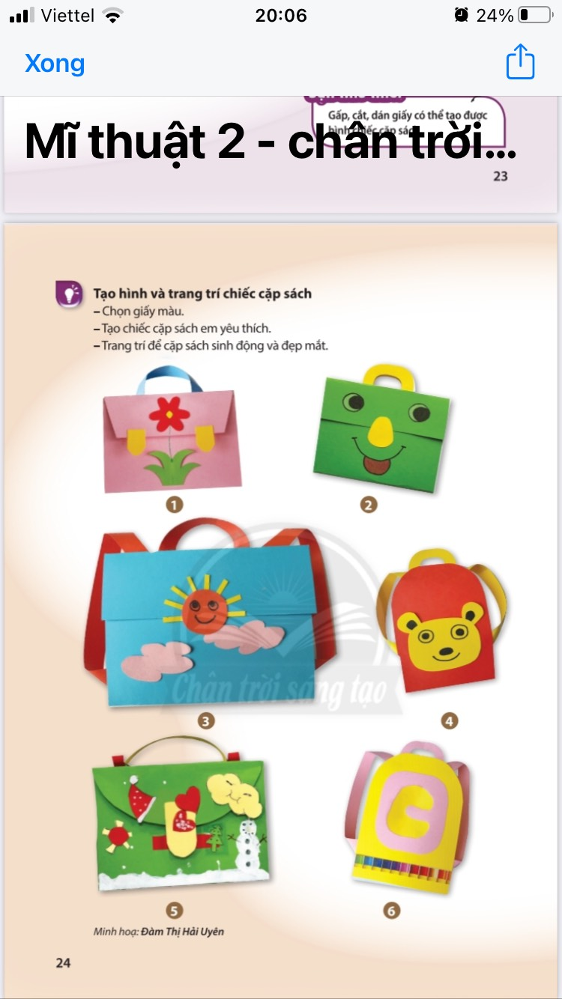 Viettel
20:06
24%
Xong
Gấp, cắt, dán giấy có thể tạo được
hình chiếc cặp
Mĩ thuật 2 - chân trời...
23
Tạo hình và trang trí chiếc cặp sách
– Chọn giấy màu.
– Tạo chiếc cặp sách em yêu thích.
– Trang trí để cặp sách sinh động và đẹp mắt.
1
2
3
4
Chân trời sáng tạo
5
6
Minh hoạ: Đàm Thị Hải Uyên
24